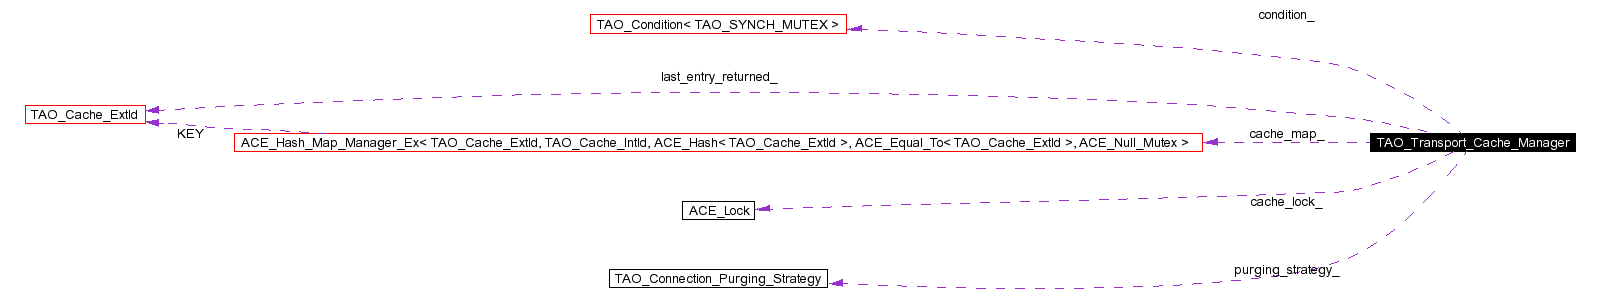 condition_
TAO_Condition< TAO_SYNCH_MUTEX >
last_entry_returned_
TAO_Cache_ExtId
KEY
cache_map_
ACE_Hash_Map_Manager_Ex< TAO_Cache_ExtId, TAO_Cache_IntId, ACE_Hash< TAO_Cache_ExtId >, ACE_Equal_To< TAO_Cache_ExtId >, ACE_Null_Mutex >
TAO_Transport_Cache_Manager
cache_lock_
ACE_Lock
purging_strategy_
TAO_Connection_Purging_Strategy